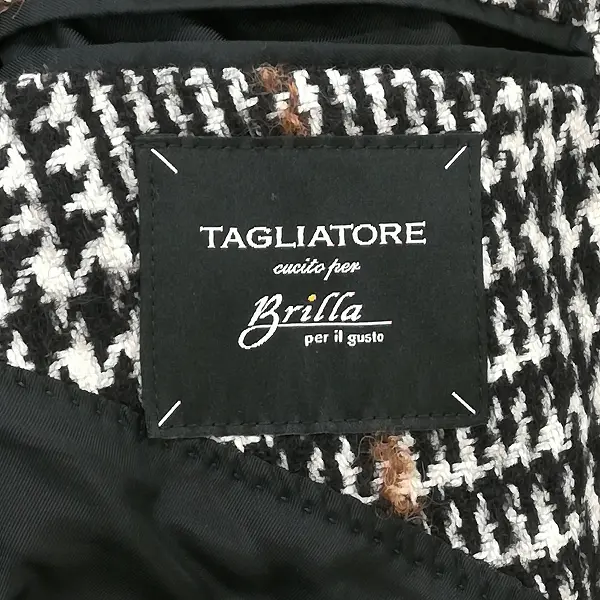 TAGLIATORE
cucito per
Brilla
per il gusto